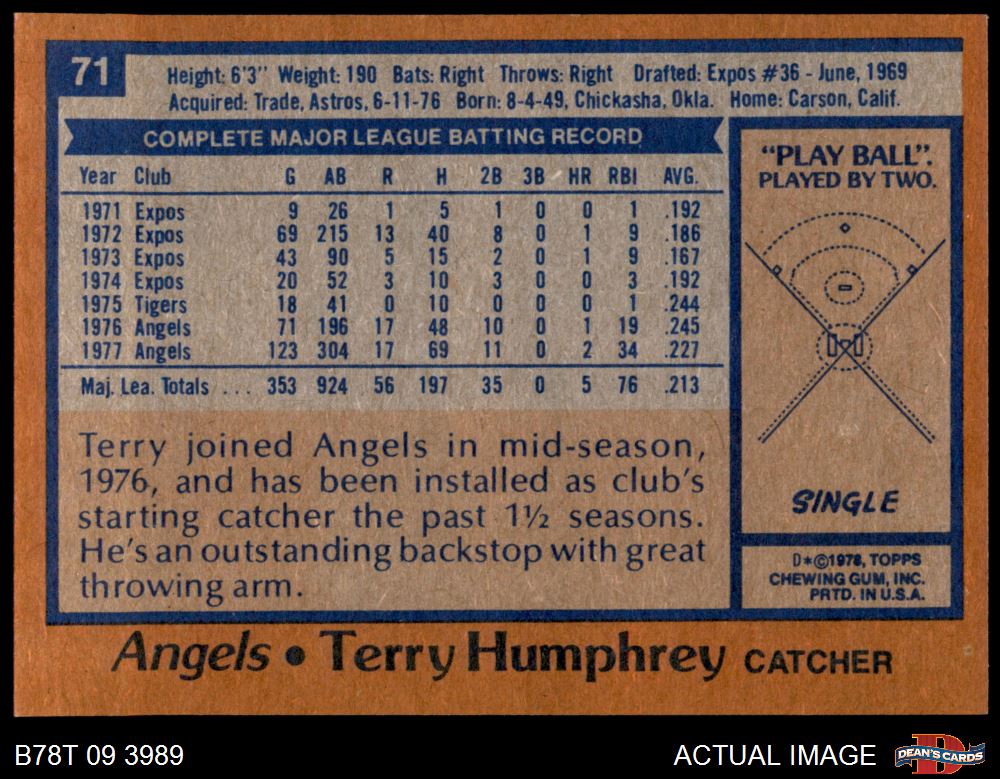 71
Height: 6'3" Weight: 190 Bats: Right Throws: Right Drafted: Expos #36 - June, 1969
Acquired: Trade, Astros, 6-11-76 Born: 8-4-49, Chickasha, Okla. Home: Carson, Calif.
COMPLETE MAJOR LEAGUE BATTING RECORD
Year Club G AB R H 2B 3B HR RBI AVG.
1971 Expos 9 26 1 5 1 0 0 1 .192
1972 Expos 69 215 13 40 8 0 1 9 .186
1973 Expos 43 90 5 15 2 0 1 9 .167
1974 Expos 20 52 3 10 3 0 0 3 .192
1975 Tigers 18 41 0 10 0 0 0 1 .244
1976 Angels 71 196 17 48 10 0 1 19 .245
1977 Angels 123 304 17 69 11 0 2 34 .227
Maj. Lea. Totals ... 353 924 56 197 35 0 5 76 .213
Terry joined Angels in mid-season,
1976, and has been installed as club's
starting catcher the past 1½ seasons.
He's an outstanding backstop with great
throwing arm.
"PLAY BALL".
PLAYED BY TWO.
SINGLE
D*©1978, TOPPS
CHEWING GUM, INC.
PRTD. IN U.S.A.
Angels • Terry Humphrey CATCHER
B78T 09 3989
ACTUAL IMAGE
D
DEAN'S CARDS